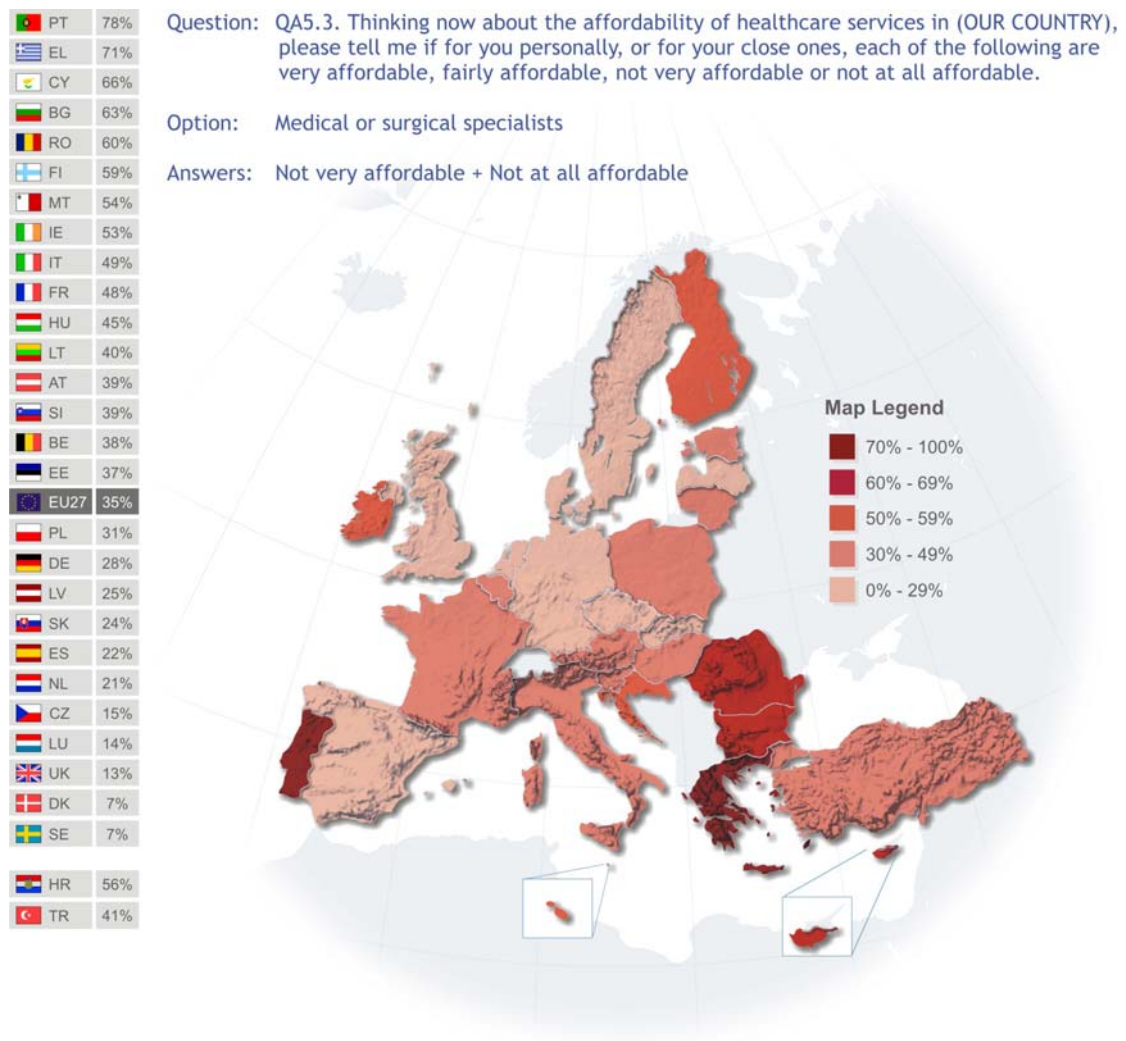 PT 78%
EL 71%
CY 66%
BG 63%
RO 60%
FI 59%
MT 54%
IE 53%
IT 49%
FR 48%
HU 45%
LT 40%
AT 39%
SI 39%
BE 38%
EE 37%
EU27 35%
PL 31%
DE 28%
LV 25%
SK 24%
ES 22%
NL 21%
CZ 15%
LU 14%
UK 13%
DK 7%
SE 7%
HR 56%
TR 41%
Question: QA5.3. Thinking now about the affordability of healthcare services in (OUR COUNTRY),
please tell me if for you personally, or for your close ones, each of the following are
very affordable, fairly affordable, not very affordable or not at all affordable.
Option: Medical or surgical specialists
Answers: Not very affordable + Not at all affordable
Map Legend
70% - 100%
60% - 69%
50% - 59%
30% - 49%
0% - 29%